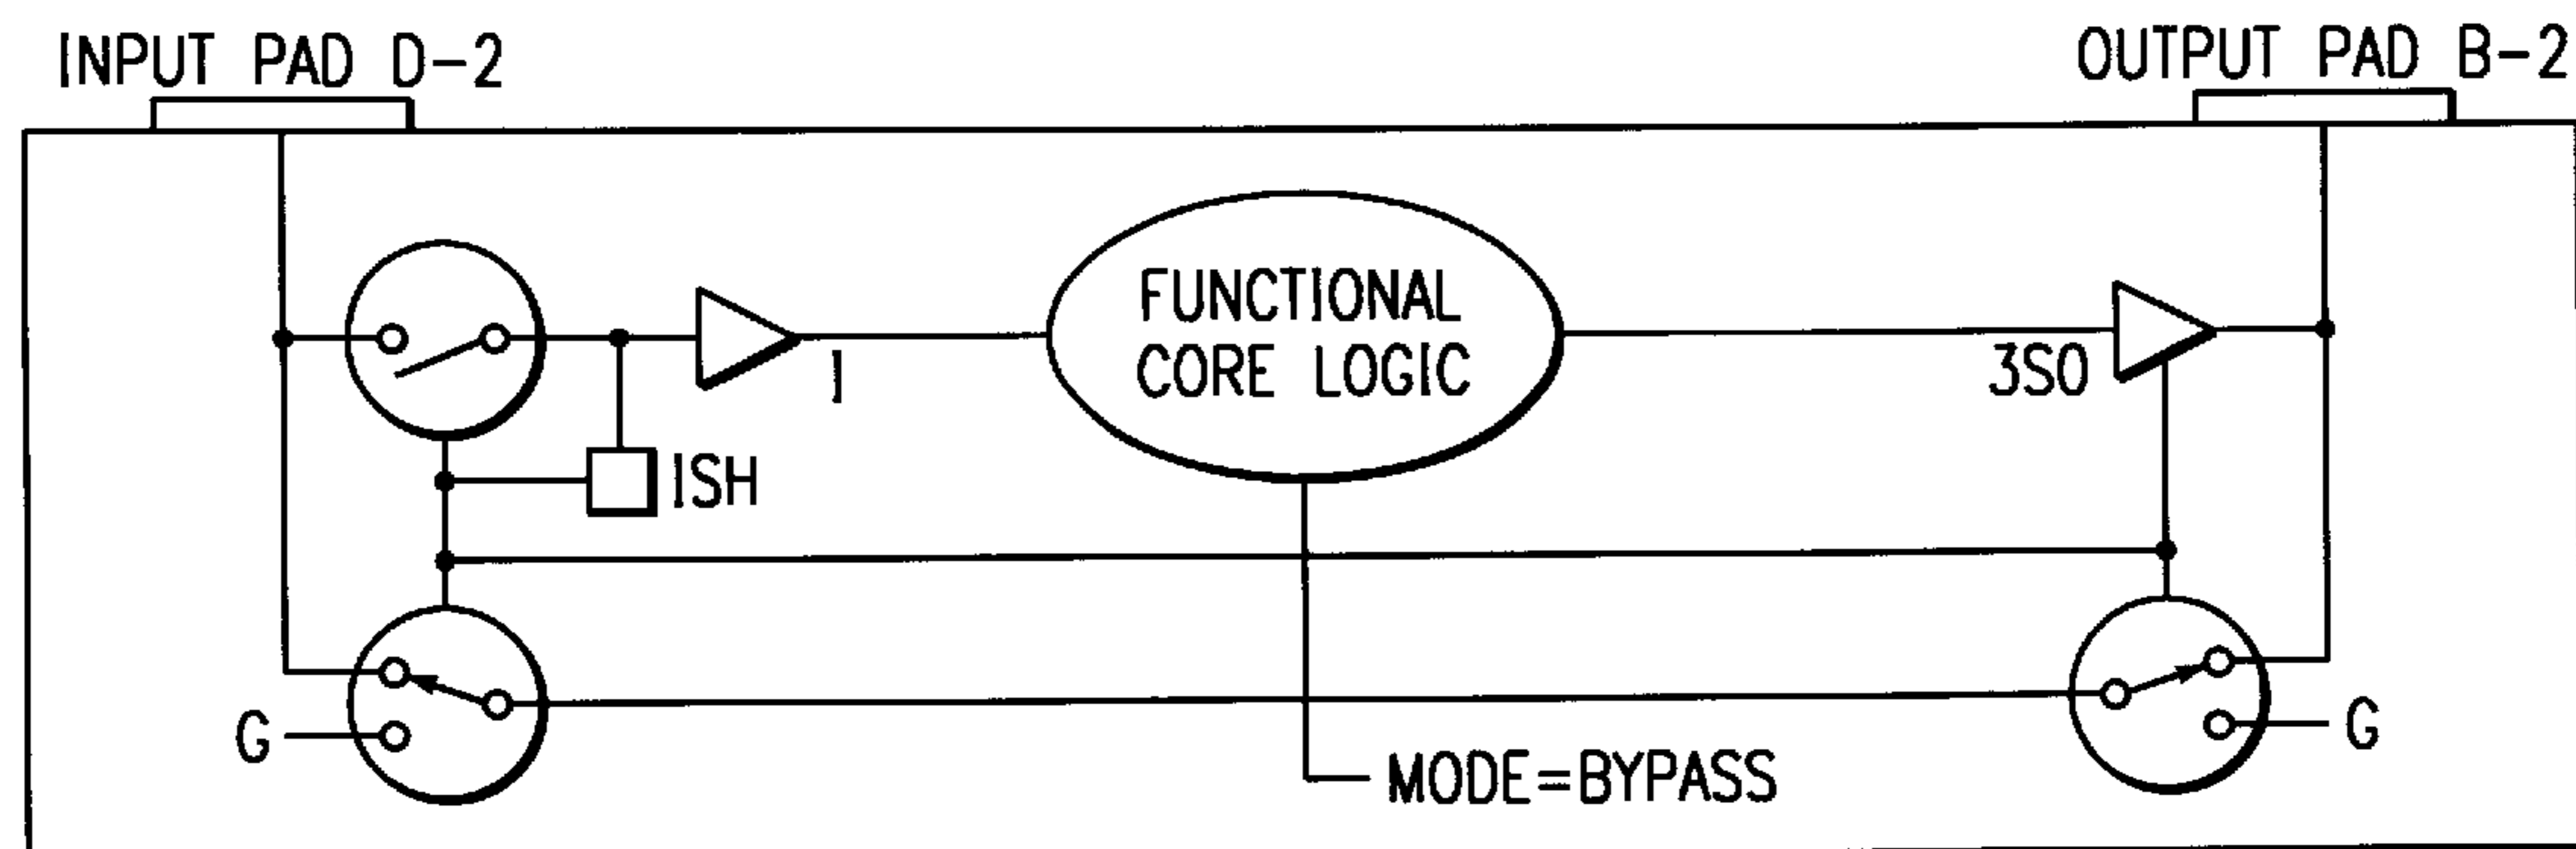 INPUT PAD D-2
OUTPUT PAD B-2
FUNCTIONAL
CORE LOGIC
I
3SO
ISH
G
G
MODE=BYPASS